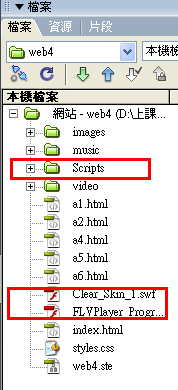 檔案
檔案 資源 片段
web4 本機檔
本機檔案
網站 - web4 (D:\上課
images
music
Scripts
video
a1.html
a2.html
a4.html
a5.html
a6.html
Clear_Skin_1.swf
FLVPlayer_Progr...
index.html
styles.css
web4.ste